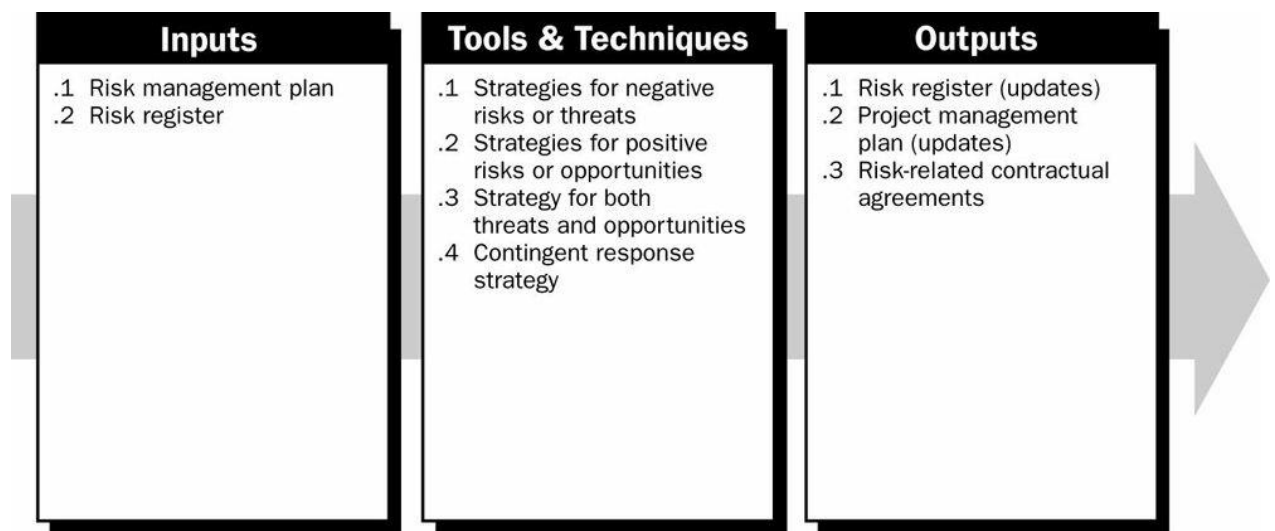 Inputs
.1 Risk management plan
.2 Risk register
Tools & Techniques
.1 Strategies for negative
risks or threats
.2 Strategies for positive
risks or opportunities
.3 Strategy for both
threats and opportunities
.4 Contingent response
strategy
Outputs
.1 Risk register (updates)
.2 Project management
plan (updates)
.3 Risk-related contractual
agreements